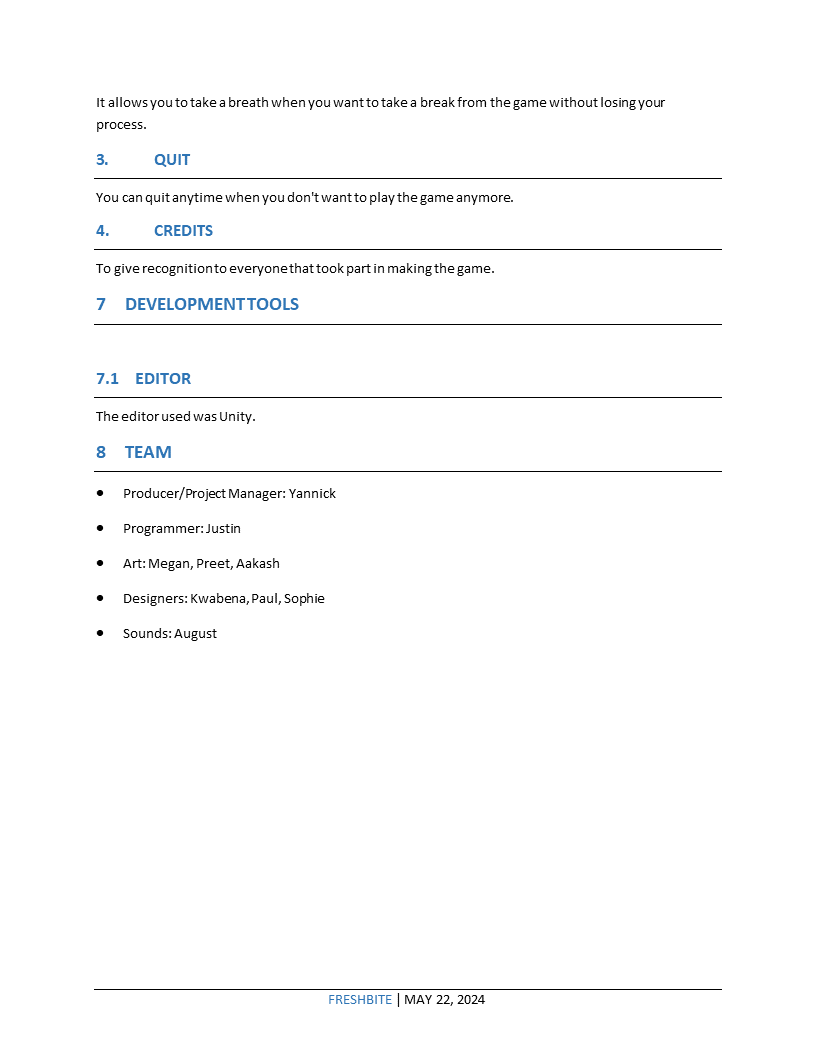 It allows you to take a breath when you want to take a break from the game without losing your
process.
3. QUIT
You can quit anytime when you don't want to play the game anymore.
4. CREDITS
To give recognition to everyone that took part in making the game.
7 DEVELOPMENT TOOLS
7.1 EDITOR
The editor used was Unity.
8 TEAM
● Producer/Project Manager: Yannick
● Programmer: Justin
● Art: Megan, Preet, Aakash
● Designers: Kwabena, Paul, Sophie
● Sounds: August
FRESHBITE | MAY 22, 2024